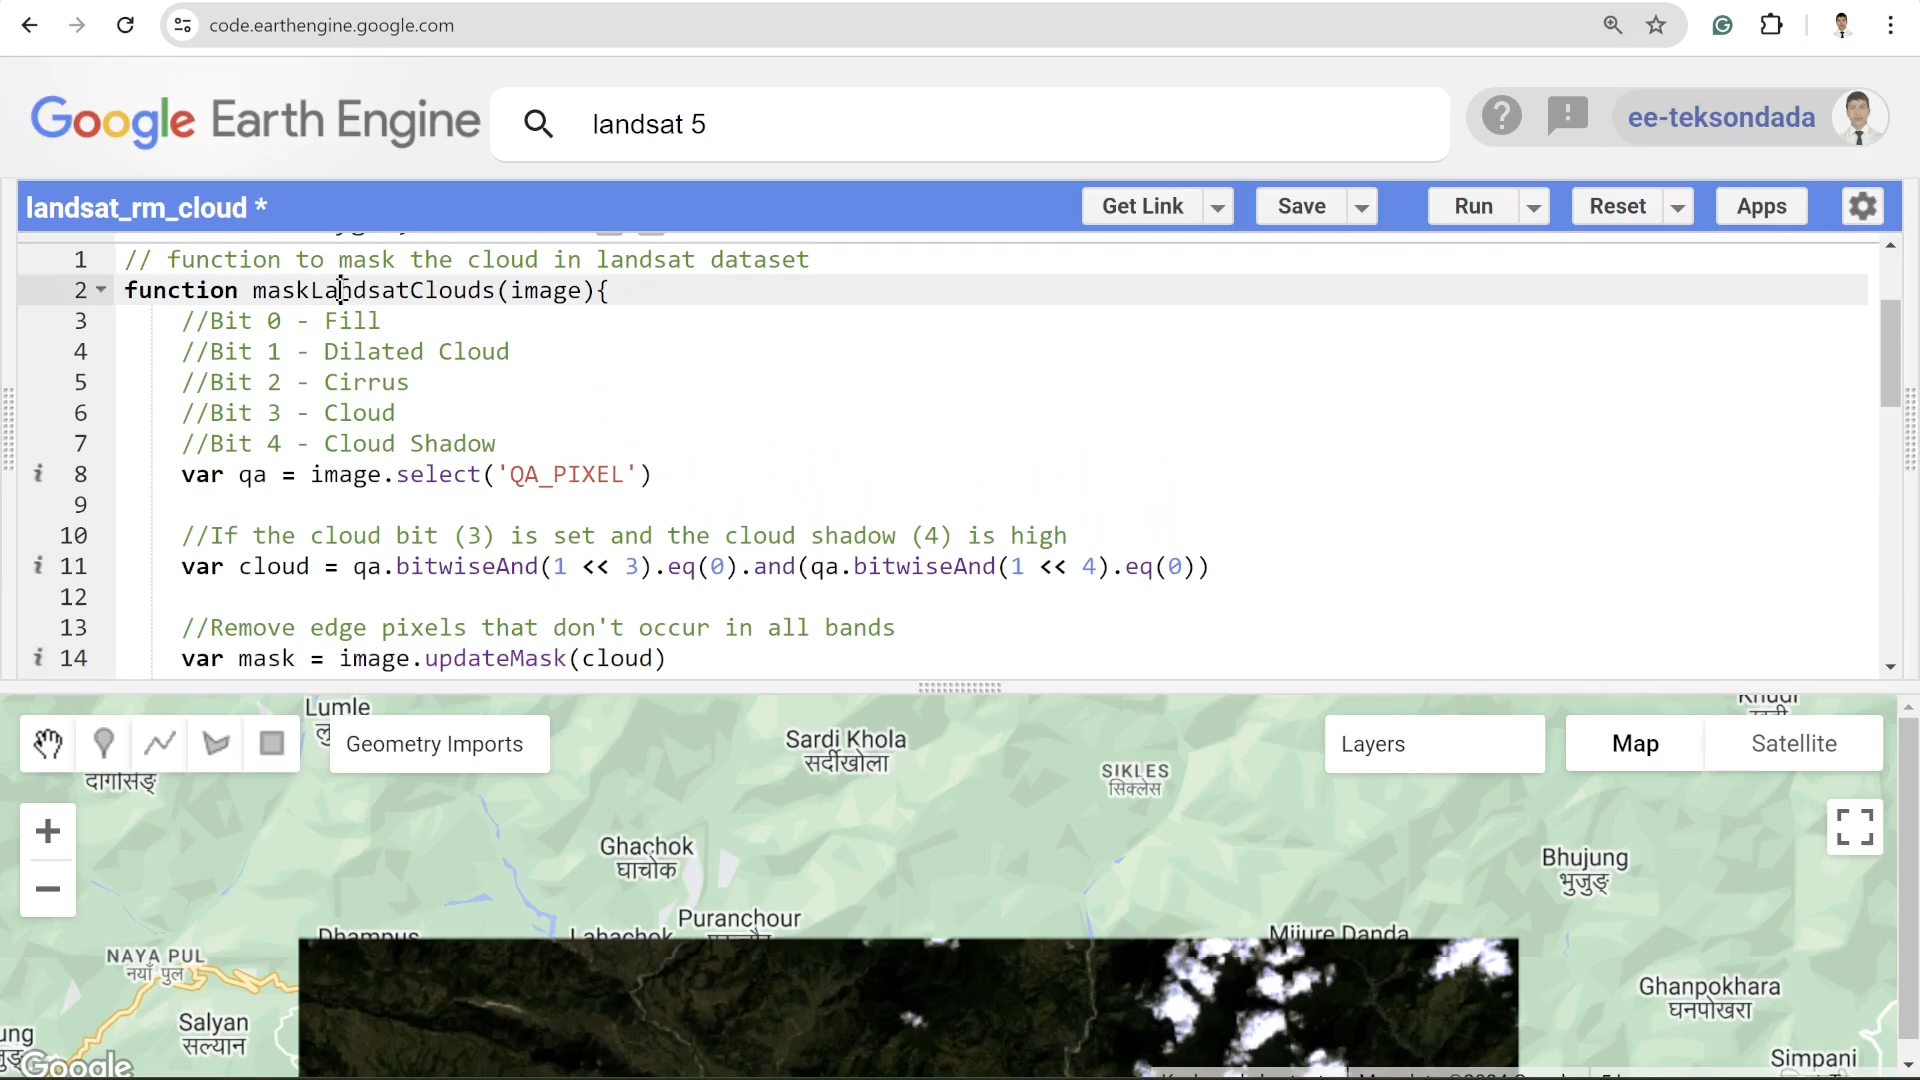 code.earthengine.google.com
Google Earth Engine
landsat 5
ee-teksondada
landsat_rm_cloud *
Get Link
Save
Run
Reset
Apps
1 // function to mask the cloud in landsat dataset
2 function maskLandsatClouds(image){
3 //Bit 0 - Fill
4 //Bit 1 - Dilated Cloud
5 //Bit 2 - Cirrus
6 //Bit 3 - Cloud
7 //Bit 4 - Cloud Shadow
i 8 var qa = image.select('QA_PIXEL')
9
10 //If the cloud bit (3) is set and the cloud shadow (4) is high
i 11 var cloud = qa.bitwiseAnd(1 << 3).eq(0).and(qa.bitwiseAnd(1 << 4).eq(0))
12
13 //Remove edge pixels that don't occur in all bands
i 14 var mask = image.updateMask(cloud)
Lumle
Geometry Imports
Layers
Map
Satellite
Sardi Khola
सर्दीखोला
SIKLES
सिक्लेस
Ghachok
घाचोक
Bhujung
भुजुङ्ग
Puranchour
Dhampus
Lahachok
Mijure Danda
NAYA PUL
नयाँ पुल
Ghanpokhara
घनपोखरा
Salyan
सल्यान
Simpani
Google